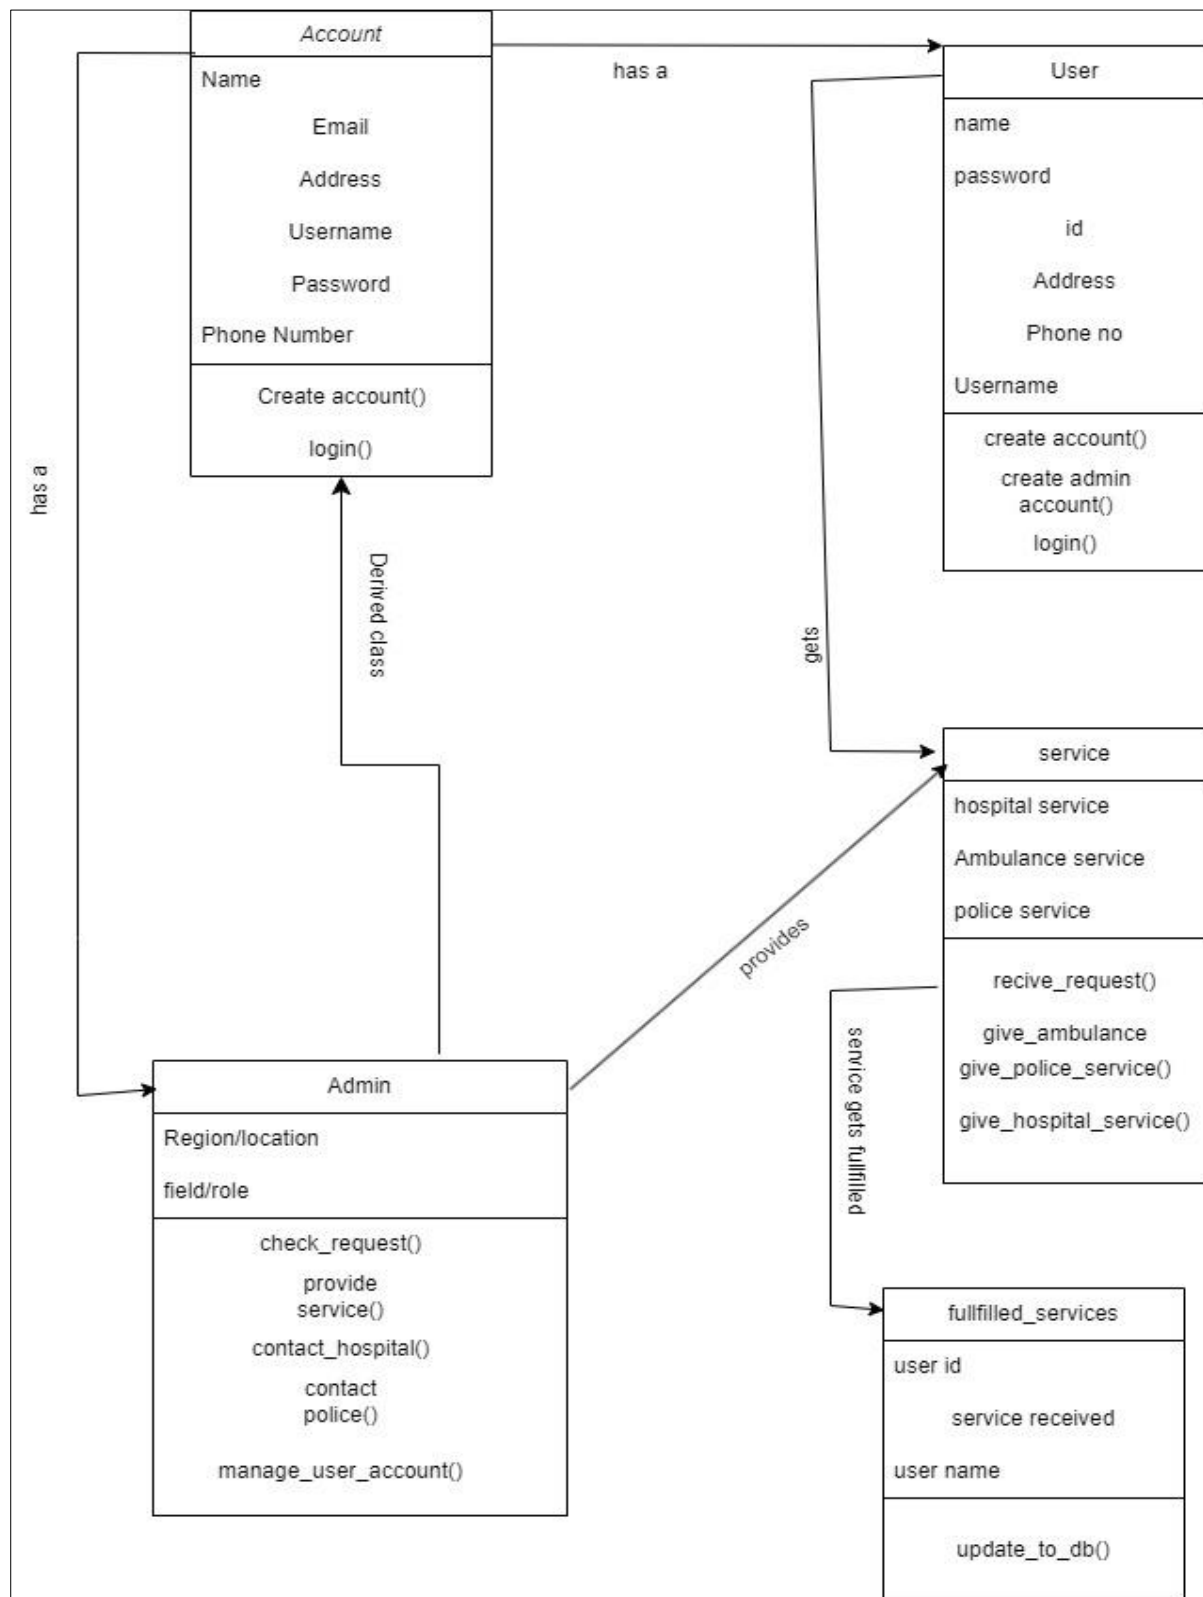 Account
Name
Email
Address
Username
Password
Phone Number
Create account()
login()
has a
User
name
password
id
Address
Phone no
Username
create account()
create admin
account()
login()
has a
Derived class
gets
service
hospital service
Ambulance service
police service
recive_request()
give_ambulance
give_police_service()
give_hospital_service()
provides
service gets fullfilled
Admin
Region/location
field/role
check_request()
provide
service()
contact_hospital()
contact
police()
manage_user_account()
fullfilled_services
user id
service received
user name
update_to_db()